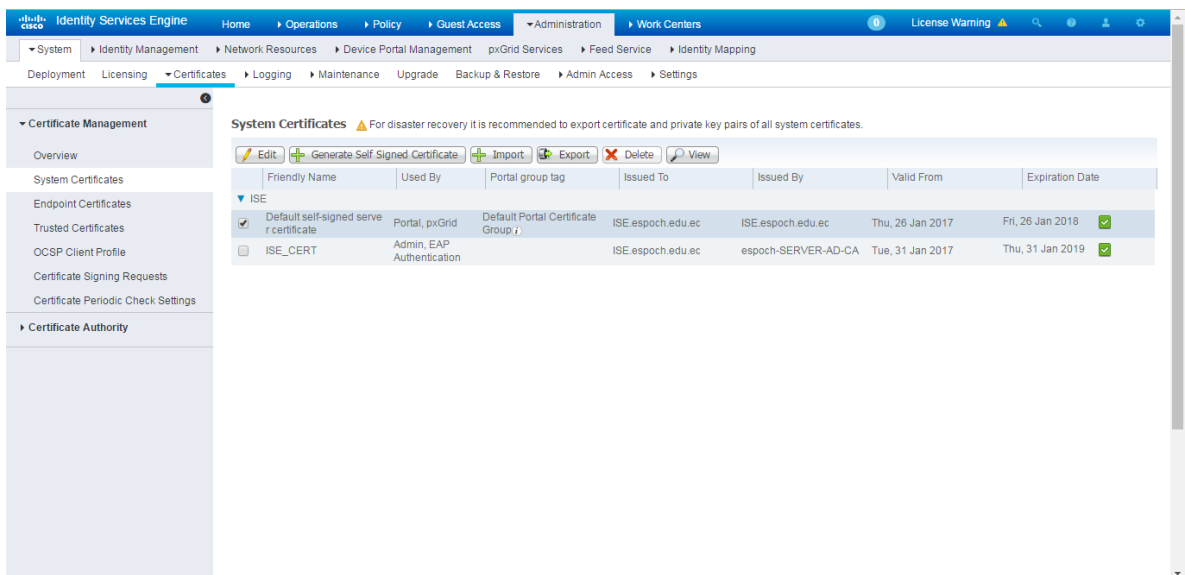 CISCO Identity Services Engine Home Operations Policy Guest Access Administration Work Centers 0 License Warning
System Identity Management Network Resources Device Portal Management pxGrid Services Feed Service Identity Mapping
Deployment Licensing Certificates Logging Maintenance Upgrade Backup & Restore Admin Access Settings
Certificate Management
Overview
System Certificates
Endpoint Certificates
Trusted Certificates
OCSP Client Profile
Certificate Signing Requests
Certificate Periodic Check Settings
Certificate Authority
System Certificates For disaster recovery it is recommended to export certificate and private key pairs of all system certificates.
Edit Generate Self Signed Certificate Import Export Delete View
Friendly Name Used By Portal group tag Issued To Issued By Valid From Expiration Date
ISE
Default self-signed serve
r certificate
Portal, pxGrid
Default Portal Certificate
Group i
ISE.espoch.edu.ec ISE.espoch.edu.ec Thu, 26 Jan 2017 Fri, 26 Jan 2018
ISE_CERT
Admin, EAP
Authentication
ISE.espoch.edu.ec espoch-SERVER-AD-CA Tue, 31 Jan 2017 Thu, 31 Jan 2019